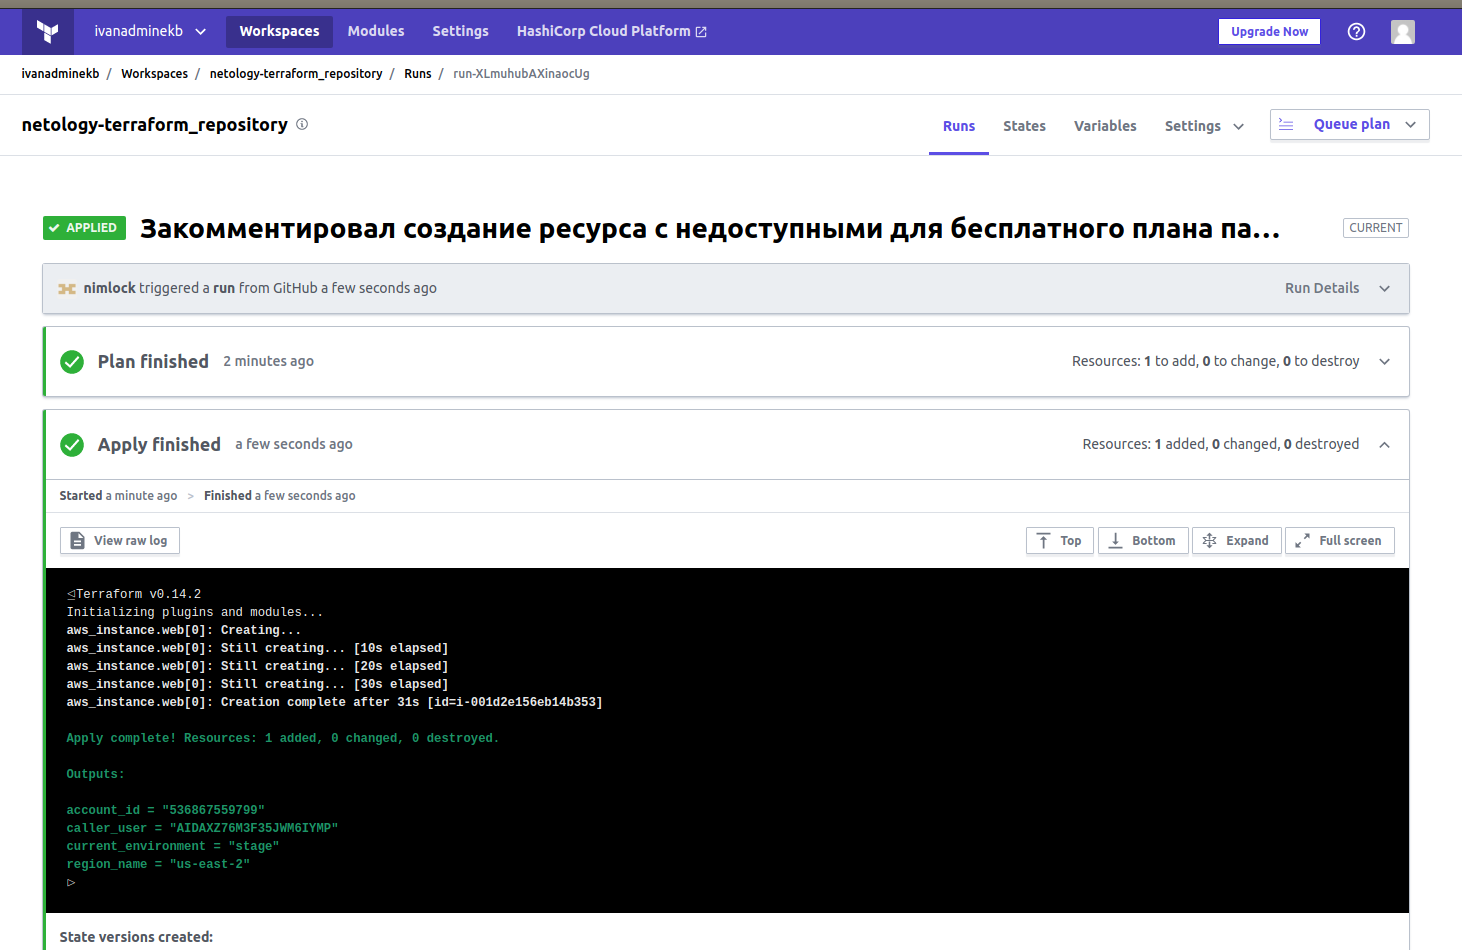 ivanadminekb Workspaces Modules Settings HashiCorp Cloud Platform Upgrade Now
ivanadminekb / Workspaces / netology-terraform_repository / Runs / run-XLmuhubAXinaocUg
netology-terraform_repository Runs States Variables Settings Queue plan
APPLIED Закомментировал создание ресурса с недоступными для бесплатного плана па... CURRENT
nimlock triggered a run from GitHub a few seconds ago Run Details
Plan finished 2 minutes ago Resources: 1 to add, 0 to change, 0 to destroy
Apply finished a few seconds ago Resources: 1 added, 0 changed, 0 destroyed
Started a minute ago > Finished a few seconds ago
View raw log Top Bottom Expand Full screen
Terraform v0.14.2
Initializing plugins and modules...
aws_instance.web[0]: Creating...
aws_instance.web[0]: Still creating... [10s elapsed]
aws_instance.web[0]: Still creating... [20s elapsed]
aws_instance.web[0]: Still creating... [30s elapsed]
aws_instance.web[0]: Creation complete after 31s [id=i-001d2e156eb14b353]
Apply complete! Resources: 1 added, 0 changed, 0 destroyed.
Outputs:
account_id = "536867559799"
caller_user = "AIDAXZ76M3F35JWM6IYMP"
current_environment = "stage"
region_name = "us-east-2"
State versions created: